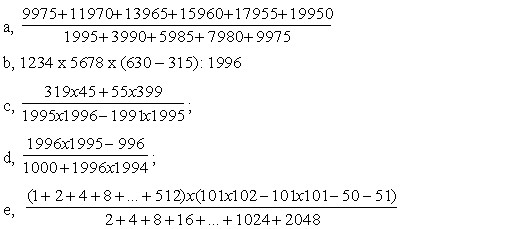 a, 9975+11970+13965+15960+17955+19950
1995+3990+5985+7980+9975
b, 1234 x 5678 x (630 – 315): 1996
c, 319x45+55x399
1995x1996−1991x1995;
d, 1996x1995−996
1000+1996x1994;
e, (1+2+4+8+...+512)x(101x102−101x101−50−51)
2+4+8+16+...+1024+2048